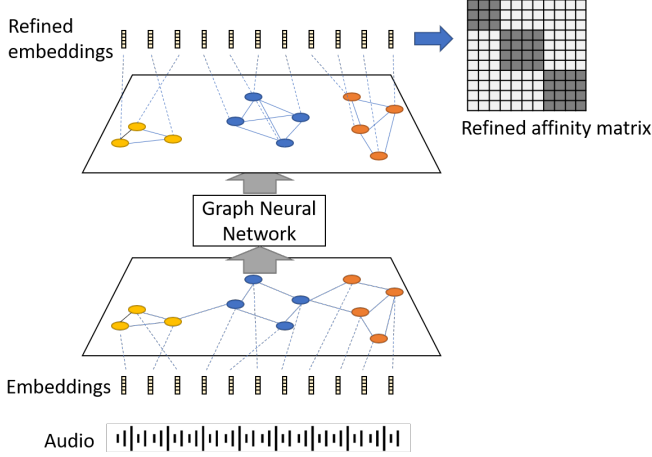 Refined
embeddings
Refined affinity matrix
Graph Neural
Network
Embeddings
Audio